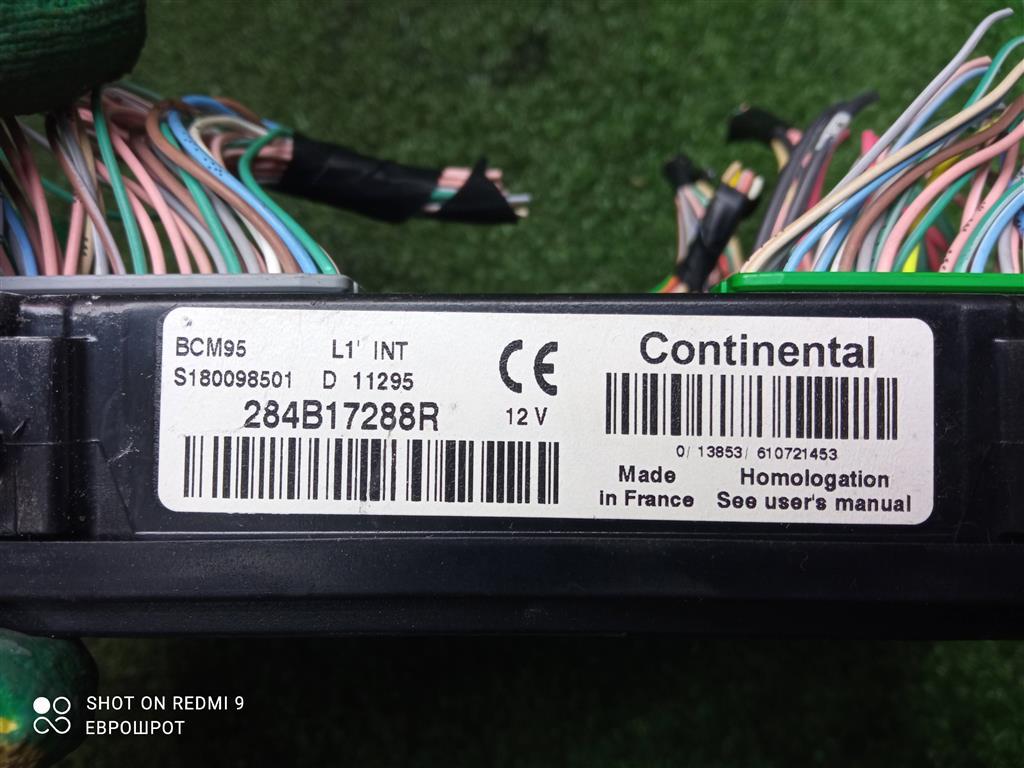 BCM95 L1' INT
S180098501 D 11295
284B17288R
CE
12 V
Continental
0/ 13853/ 610721453
Made
in France
Homologation
See user's manual
SHOT ON REDMI 9
ЕВРОШРОТ